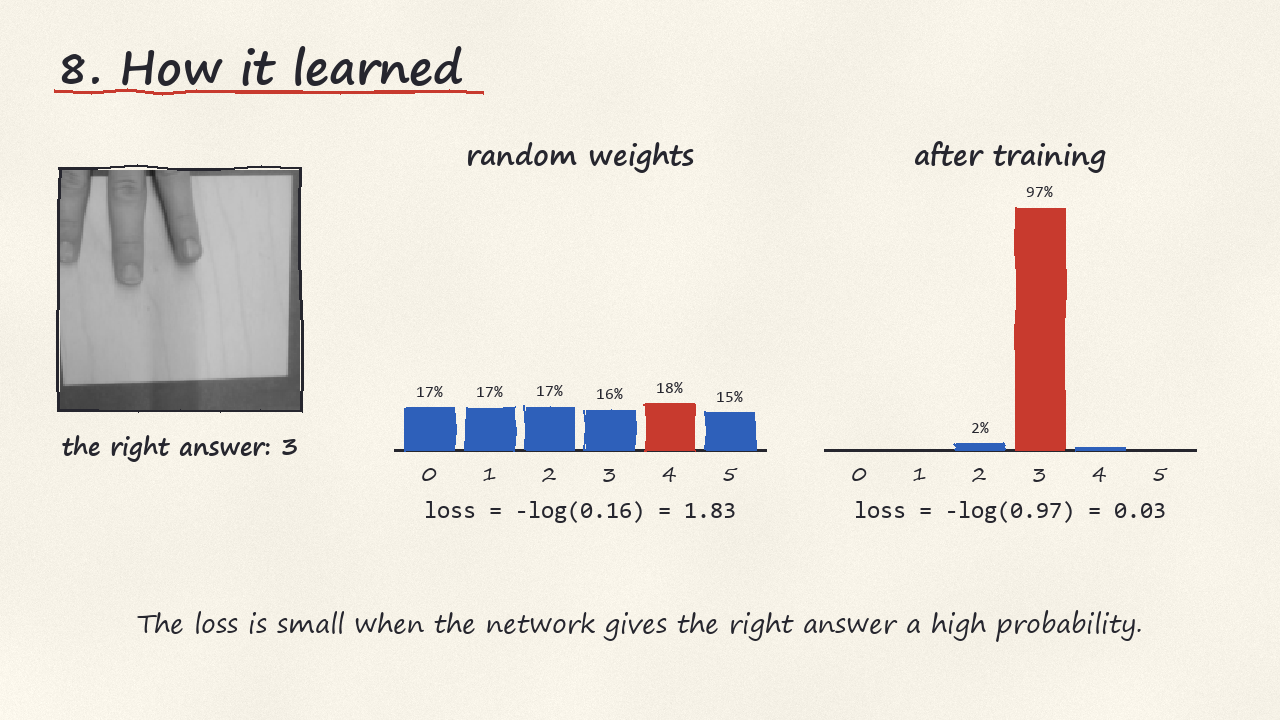 8. How it learned
random weights
after training
97%
17% 17% 17% 16% 18% 15%
2%
the right answer: 3
0 1 2 3 4 5
0 1 2 3 4 5
loss = -log(0.16) = 1.83
loss = -log(0.97) = 0.03
The loss is small when the network gives the right answer a high probability.